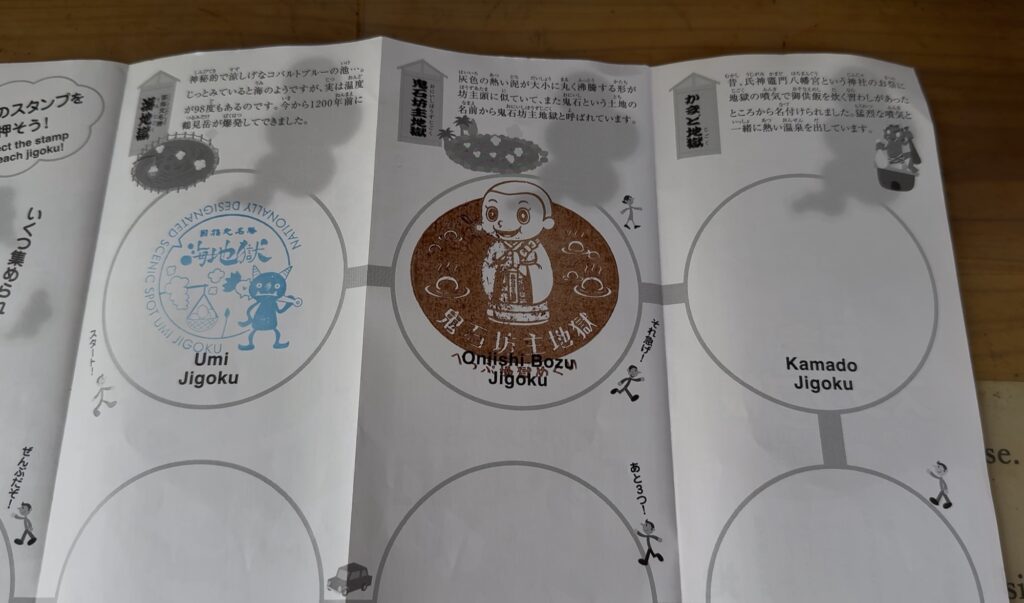 のスタンプを
押そう!
ct the stamp
each jigoku!
いくつ集められ
海地獄
神秘的で涼しげなコバルトブルーの池…。
じっとみていると海のようですが、実は温度
が98度もあるのです。今から1200年前に
鶴見岳が爆発してできました。
NATIONALLY DESIGNATED SCENIC SPOT UMI JIGOKU
国指定名勝
海地獄
Umi
Jigoku
スタート!
鬼石坊主地獄
灰色の熱い泥が大小に丸く沸騰する形が
坊主頭に似ていて、また鬼石という土地の
名前から鬼石坊主地獄と呼ばれています。
鬼石坊主地獄
Oniishi Bozu
Jigoku
それ急げ!
かまど地獄
昔、氏神竈門八幡宮という神社のお祭に
地獄の噴気で御供飯を炊く習わしがあった
ところから名付けられました。猛烈な噴気と
一緒に熱い温泉を出しています。
Kamado
Jigoku
ぜんぶだぞ!
あと3つ!
se.
si